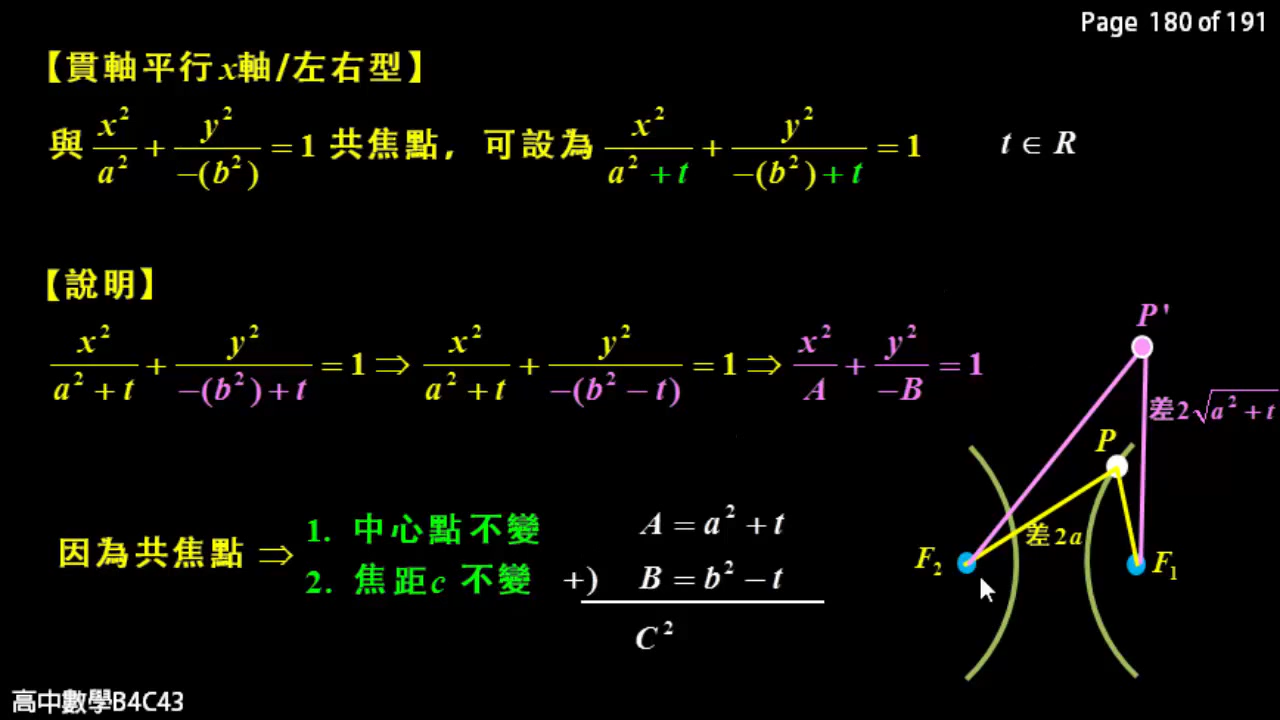 Page 180 of 191
【貫軸平行x軸/左右型】
與 x²/a² + y²/−(b²) = 1 共焦點，可設為 x²/(a² + t) + y²/(−(b²) + t) = 1 t ∈ R
【說明】
x²/(a² + t) + y²/(−(b²) + t) = 1 ⇒ x²/(a² + t) + y²/−(b² − t) = 1 ⇒ x²/A + y²/−B = 1
因為共焦點 ⇒
1. 中心點不變
2. 焦距c 不變
A = a² + t
+) B = b² − t
C²
P'
差2√(a² + t)
P
差2a
F₂
F₁
高中數學B4C43